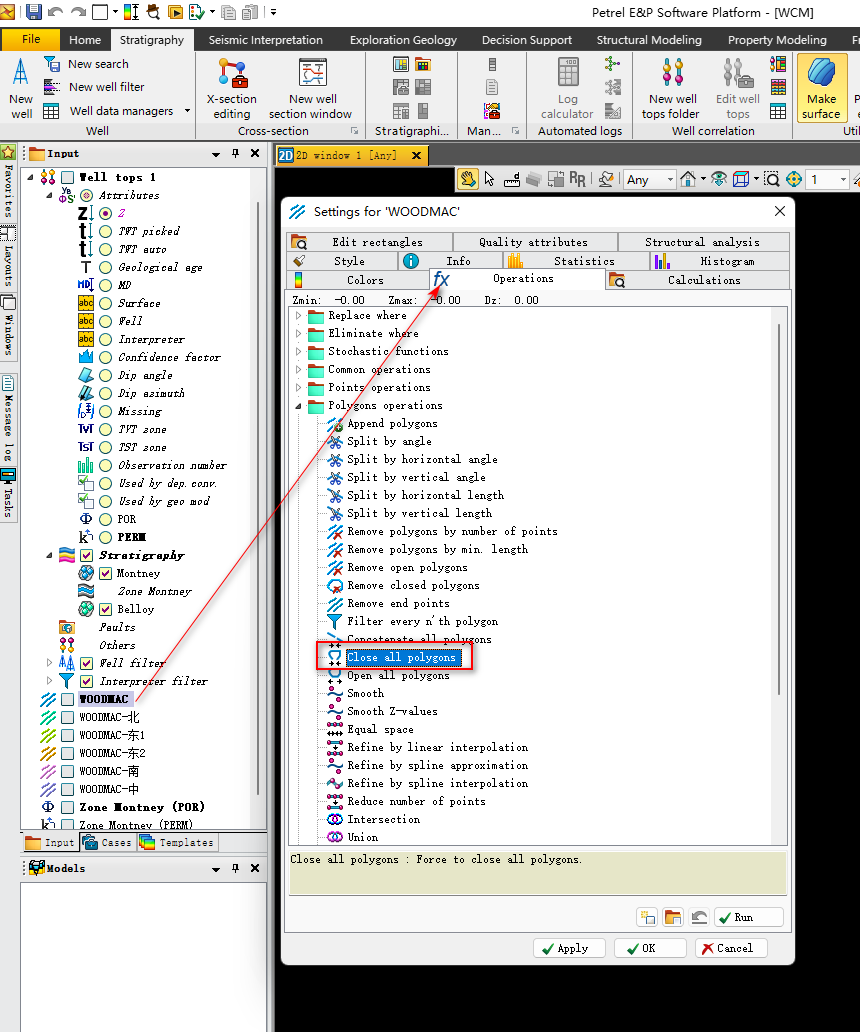 Petrel E&P Software Platform - [WCM]
File
Home
Stratigraphy
Seismic Interpretation
Exploration Geology
Decision Support
Structural Modeling
Property Modeling
New well
New search
New well filter
Well data managers
Well
X-section editing
New well section window
Cross-section
Stratigraphi...
Man...
Log calculator
Automated logs
New well tops folder
Edit well tops
Well correlation
Make surface
Favorites
Layouts
Windows
Message log
Tasks
Input
Well tops 1
Attributes
Z
TWT picked
TWT auto
Geological age
MD
Surface
Well
Interpreter
Confidence factor
Dip angle
Dip azimuth
Missing
TVT zone
TST zone
Observation number
Used by dep.conv.
Used by geo mod
POR
PERM
Stratigraphy
Montney
Zone Montney
Belloy
Faults
Others
Well filter
Interpreter filter
WOODMAC
WOODMAC-北
WOODMAC-东1
WOODMAC-东2
WOODMAC-南
WOODMAC-中
Zone Montney (POR)
Zone Montney (PERM)
Input
Cases
Templates
Models
2D window 1 [Any]
Any
1
Settings for 'WOODMAC'
Edit rectangles
Quality attributes
Structural analysis
Style
Info
Statistics
Histogram
Colors
Operations
Calculations
Zmin: -0.00 Zmax: -0.00 Dz: 0.00
Replace where
Eliminate where
Stochastic functions
Common operations
Points operations
Polygons operations
Append polygons
Split by angle
Split by horizontal angle
Split by vertical angle
Split by horizontal length
Split by vertical length
Remove polygons by number of points
Remove polygons by min. length
Remove open polygons
Remove closed polygons
Remove end points
Filter every n'th polygon
Concatenate all polygons
Close all polygons
Open all polygons
Smooth
Smooth Z-values
Equal space
Refine by linear interpolation
Refine by spline approximation
Refine by spline interpolation
Reduce number of points
Intersection
Union
Close all polygons : Force to close all polygons.
Run
Apply
OK
Cancel